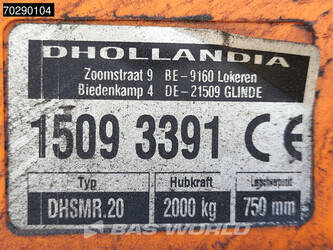 70290104
DHOLLANDIA
Zoomstraat 9 BE-9160 Lokeren
Biedenkamp 4 DE-21509 GLINDE
1509 3391 CE
Typ Hubkraft Lastschwerpunkt
DHSMR.20 2000 kg 750 mm
BAS WORLD